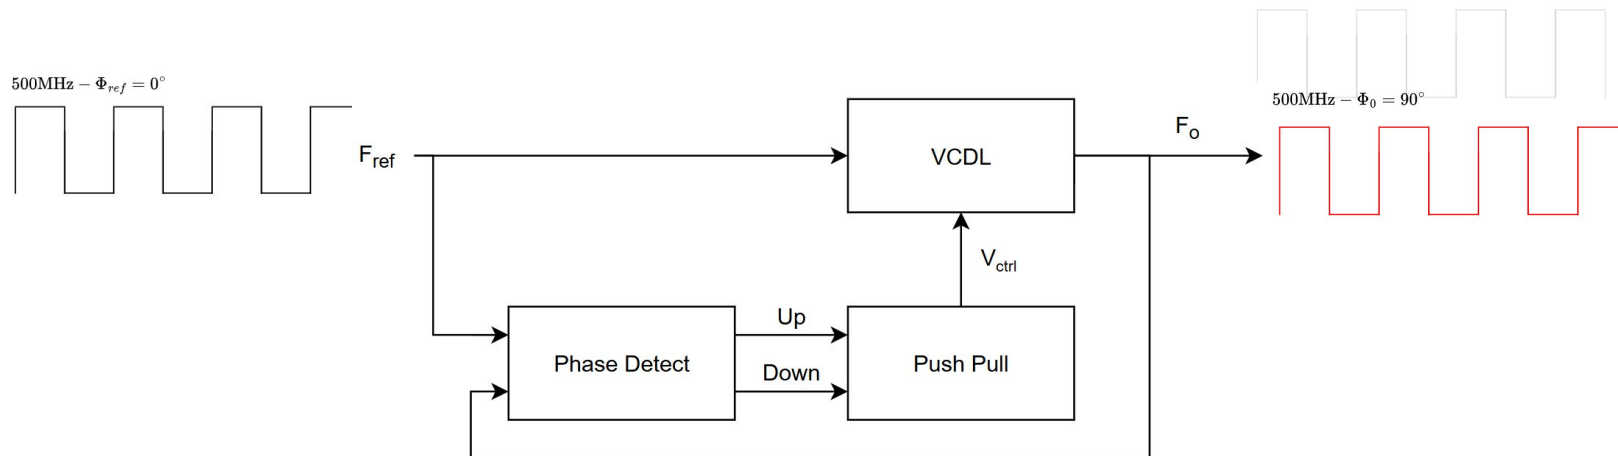 500MHz − Φref = 0°
500MHz − Φ0 = 90°
Fo
Fref
VCDL
Vctrl
Up
Phase Detect
Push Pull
Down